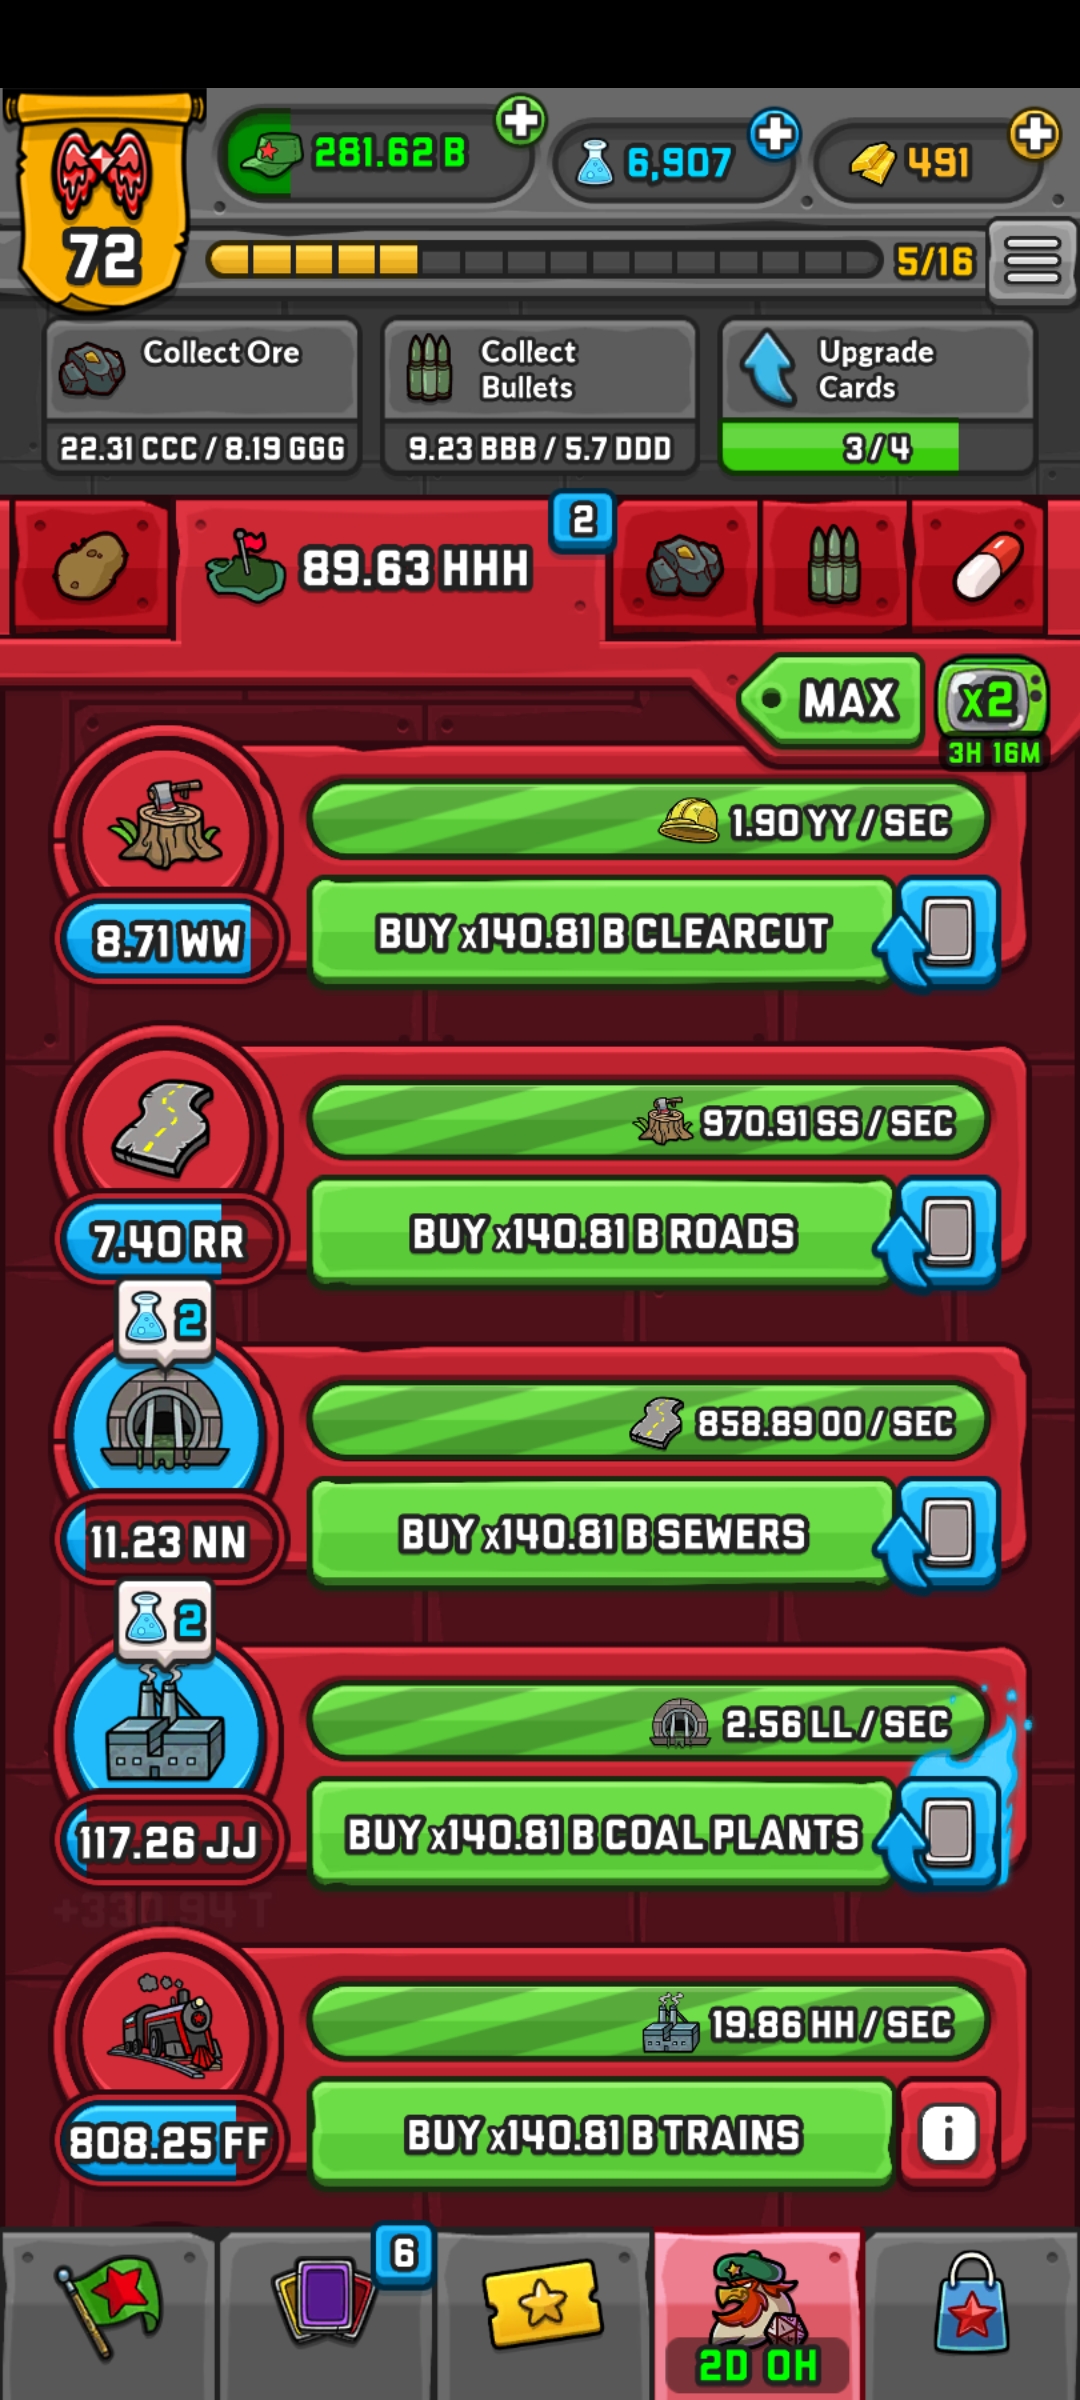 281.62 B
6,907
491
72
5/16
Collect Ore
22.31 CCC / 8.19 GGG
Collect
Bullets
9.23 BBB / 5.7 DDD
Upgrade
Cards
3/4
89.63 HHH
2
MAX
x2
3H 16M
1.90 YY / SEC
8.71 WW
BUY x140.81 B CLEARCUT
970.91 SS / SEC
7.40 RR
BUY x140.81 B ROADS
2
858.89 OO / SEC
11.23 NN
BUY x140.81 B SEWERS
2
2.56 LL / SEC
117.26 JJ
BUY x140.81 B COAL PLANTS
+330.94 T
19.86 HH / SEC
808.25 FF
BUY x140.81 B TRAINS
i
6
2D 0H